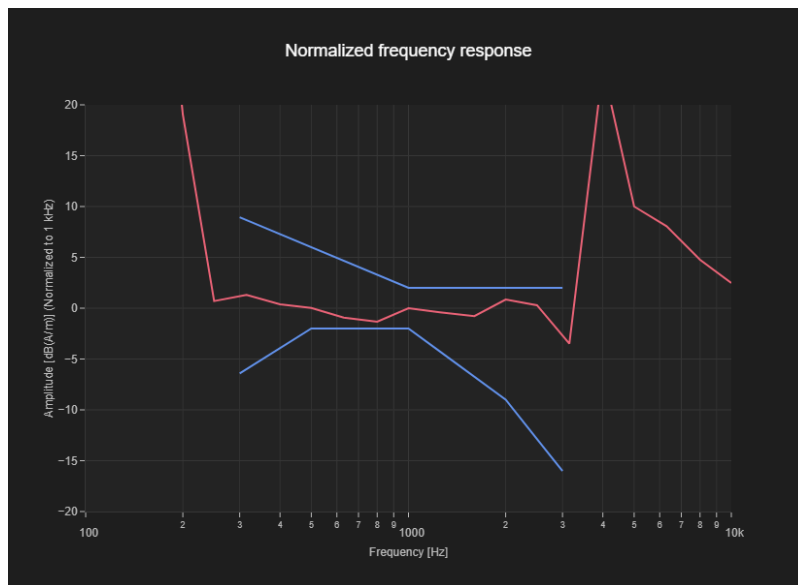 Normalized frequency response
Amplitude [dB(A/m)] (Normalized to 1 kHz)
20
15
10
5
0
−5
−10
−15
−20
100 2 3 4 5 6 7 8 9 1000 2 3 4 5 6 7 8 9 10k
Frequency [Hz]